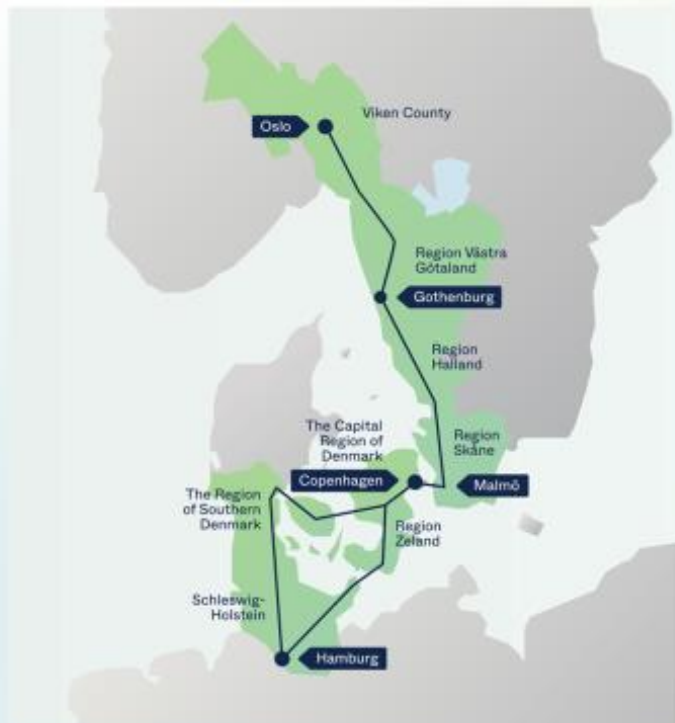 Oslo
Viken County
Region Västra
Götaland
Gothenburg
Region
Halland
The Capital
Region of
Denmark
Region
Skåne
Copenhagen
Malmö
The Region
of Southern
Denmark
Region
Zeland
Schleswig-
Holstein
Hamburg